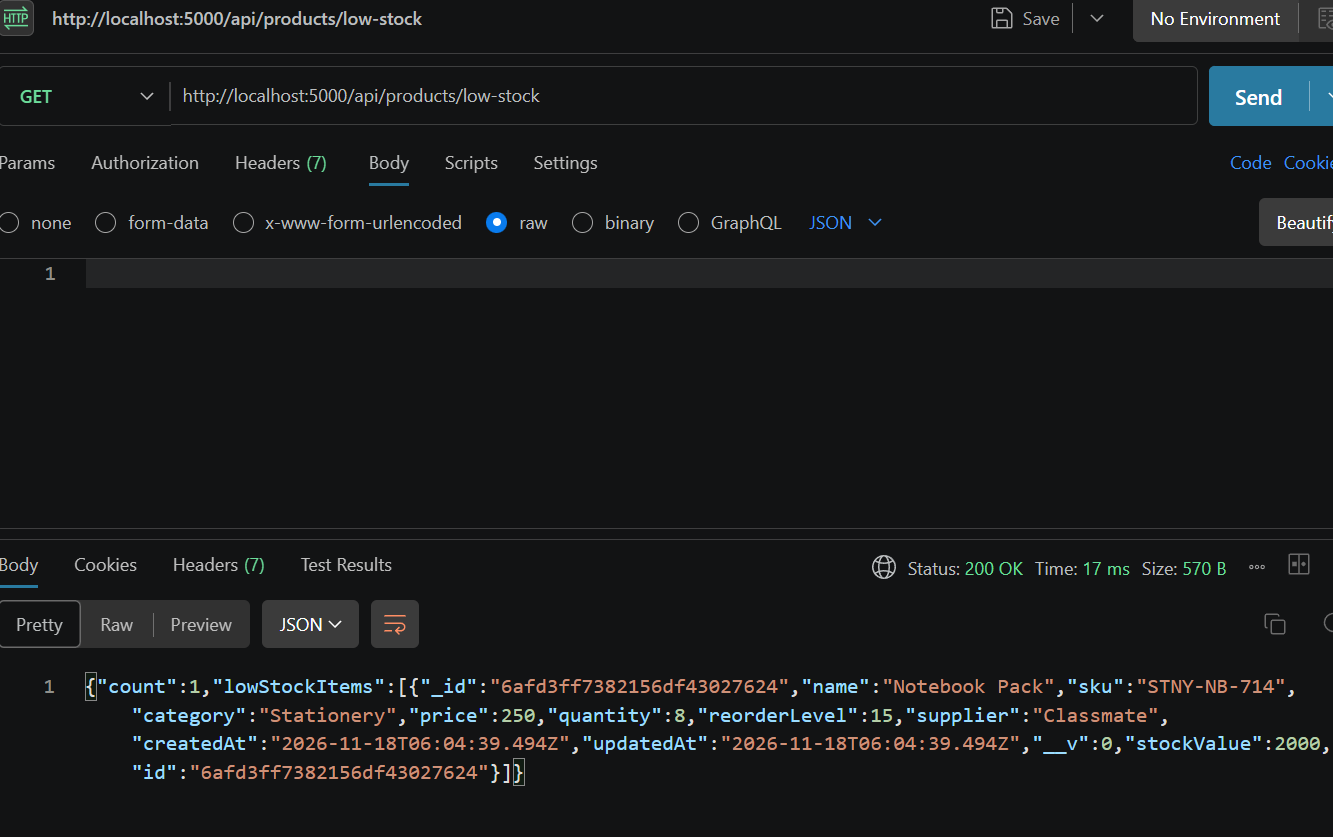 HTTP http://localhost:5000/api/products/low-stock Save No Environment
GET http://localhost:5000/api/products/low-stock Send
Params Authorization Headers (7) Body Scripts Settings Code Cookie
none form-data x-www-form-urlencoded raw binary GraphQL JSON Beautif
1
Body Cookies Headers (7) Test Results Status: 200 OK Time: 17 ms Size: 570 B
Pretty Raw Preview JSON
1 {"count":1,"lowStockItems":[{"_id":"6afd3ff7382156df43027624","name":"Notebook Pack","sku":"STNY-NB-714",
"category":"Stationery","price":250,"quantity":8,"reorderLevel":15,"supplier":"Classmate",
"createdAt":"2026-11-18T06:04:39.494Z","updatedAt":"2026-11-18T06:04:39.494Z","__v":0,"stockValue":2000,
"id":"6afd3ff7382156df43027624"}]}